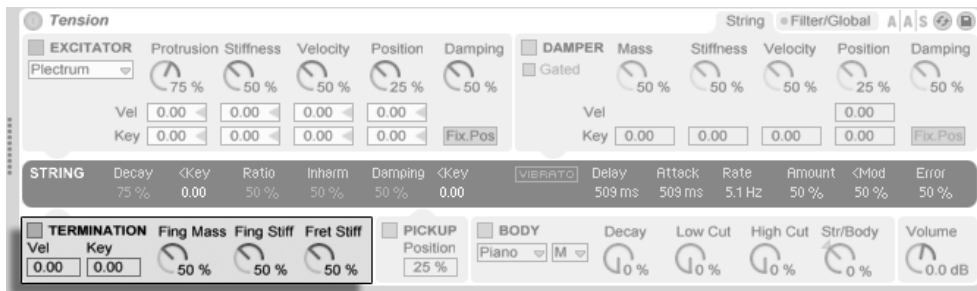 Tension String Filter/Global A A S
EXCITATOR Protrusion Stiffness Velocity Position Damping
Plectrum 75 % 50 % 50 % 25 % 50 %
Vel 0.00 0.00 0.00 0.00
Key 0.00 0.00 0.00 0.00 Fix.Pos
DAMPER Mass Stiffness Velocity Position Damping
Gated 50 % 50 % 50 % 25 % 50 %
Vel 0.00
Key 0.00 0.00 0.00 0.00 Fix.Pos
STRING Decay <Key Ratio Inharm Damping <Key VIBRATO Delay Attack Rate Amount <Mod Error
75 % 0.00 50 % 50 % 50 % 0.00 509 ms 509 ms 5.1 Hz 50 % 50 % 50 %
TERMINATION Fing Mass Fing Stiff Fret Stiff
Vel Key
0.00 0.00 50 % 50 % 50 %
PICKUP
Position
25 %
BODY Decay Low Cut High Cut Str/Body
Piano M 0 % 0 % 0 % 0 %
Volume
0.0 dB